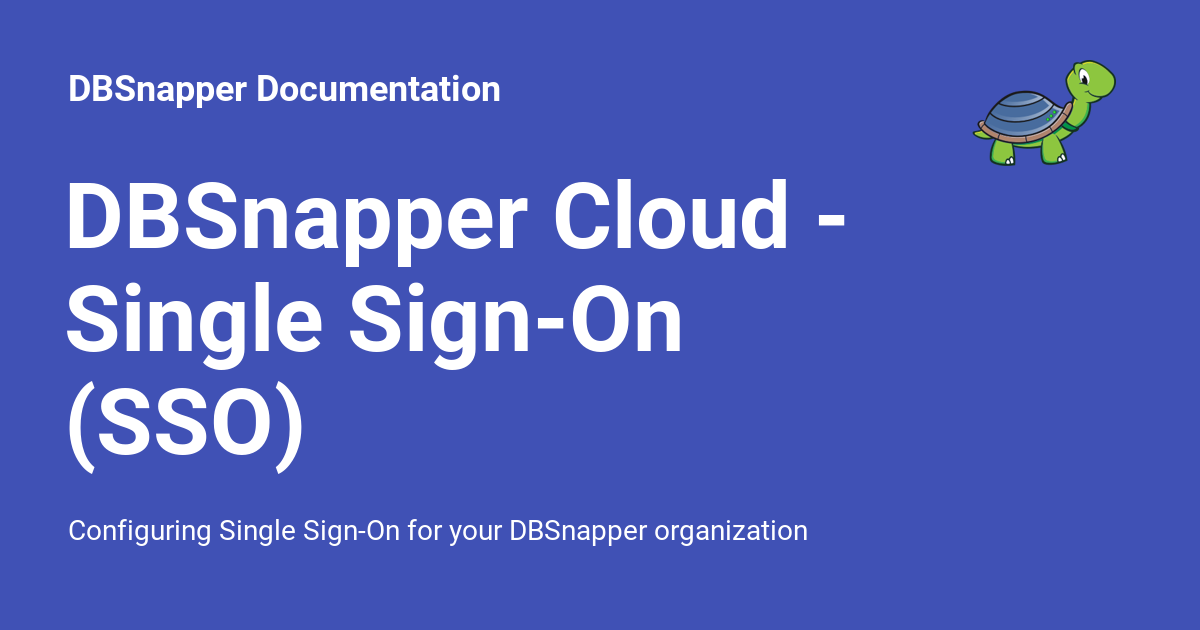 DBSnapper Documentation
DBSnapper Cloud -
Single Sign-On
(SSO)
Configuring Single Sign-On for your DBSnapper organization